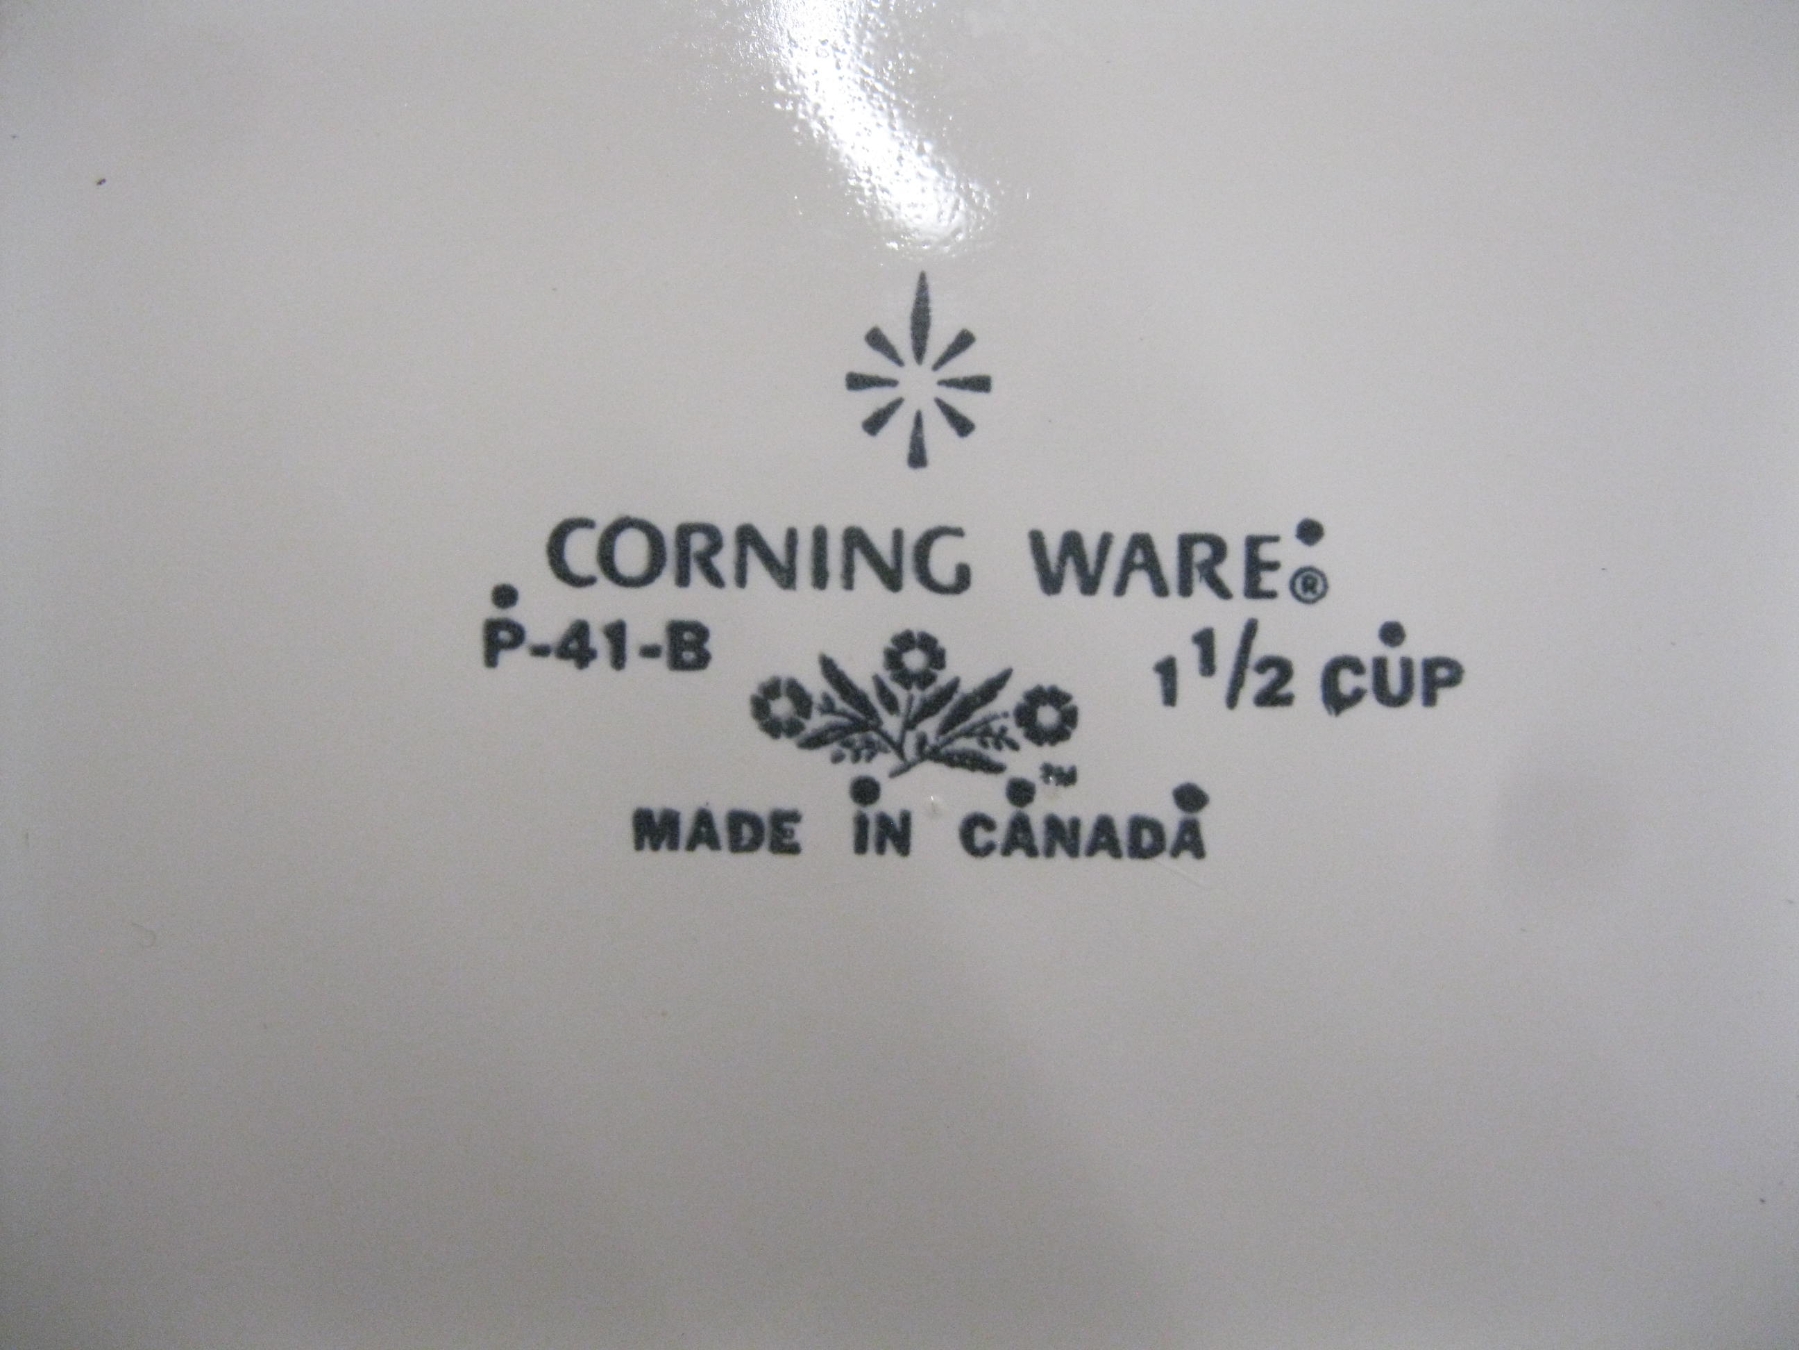 CORNING WARE®
P-41-B 1 1/2 CUP
TM
MADE IN CANADA